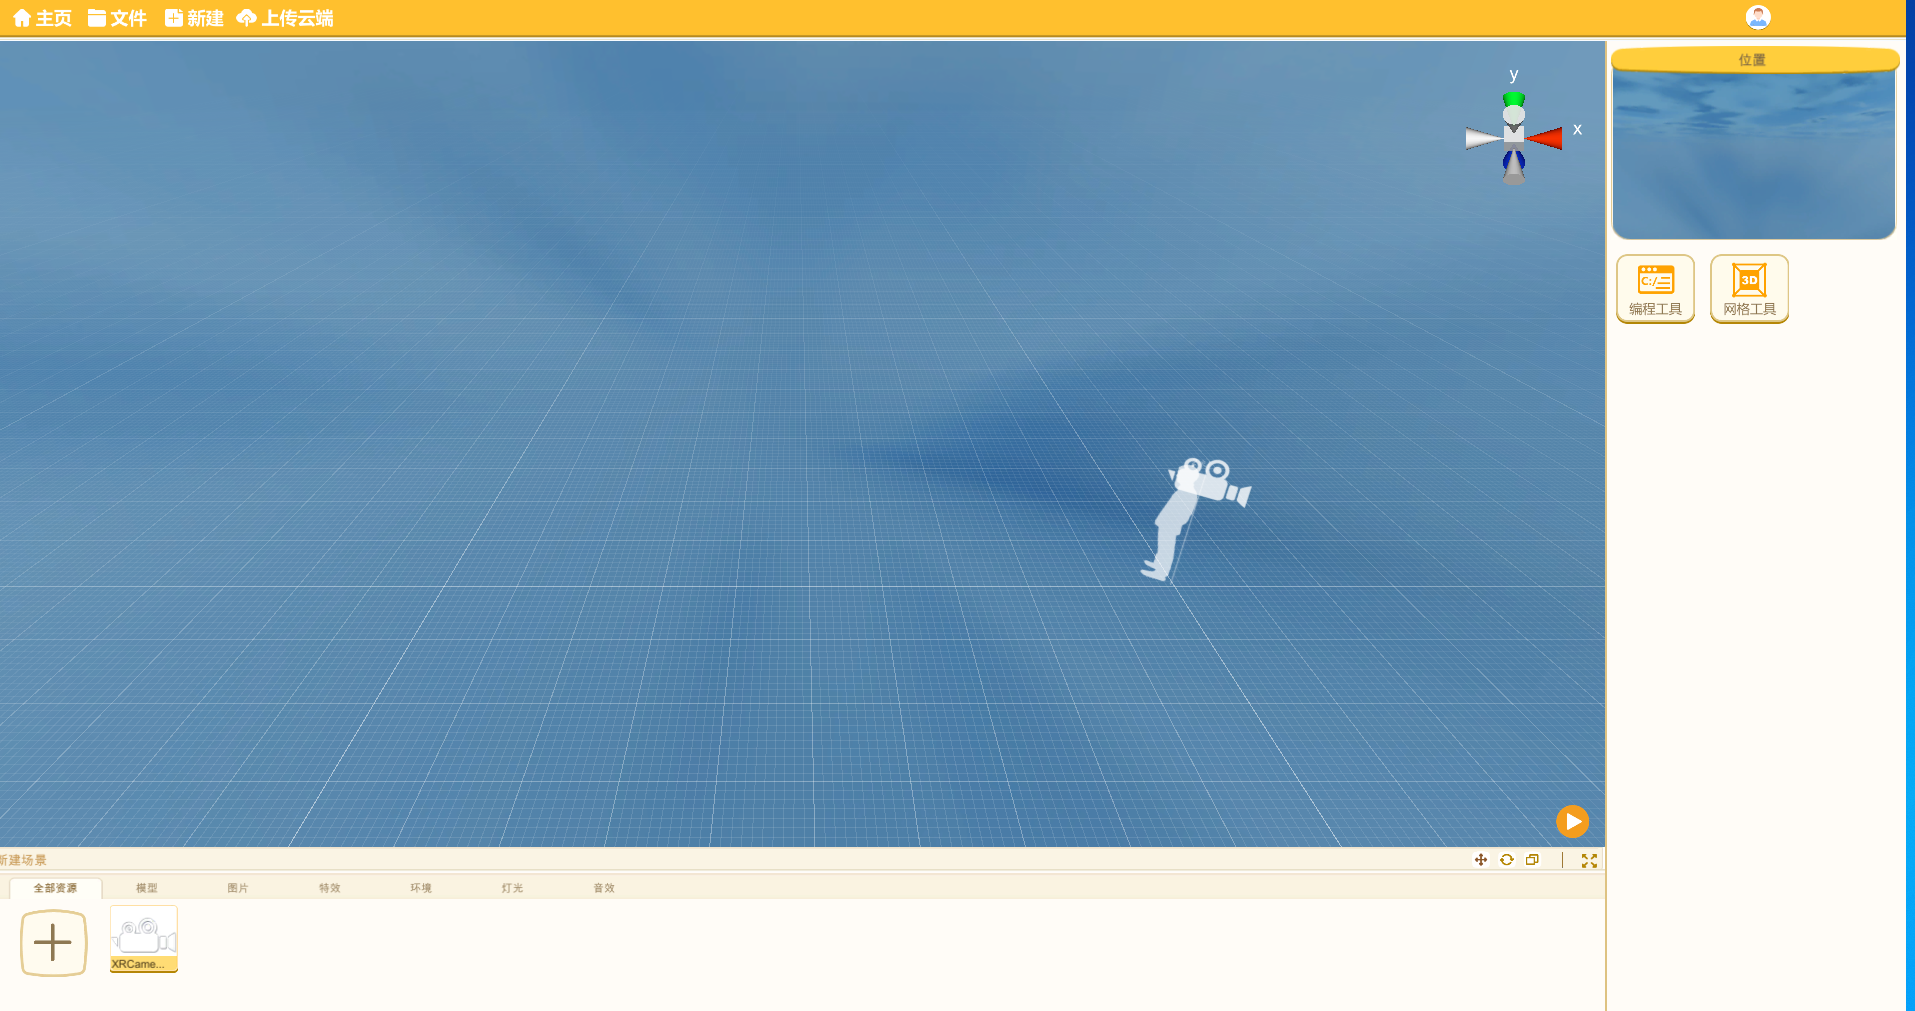 主页 文件 新建 上传云端
y
x
位置
C:/
3D
编程工具 网格工具
新建场景
全部资源 模型 图片 特效 环境 灯光 音效
XRCame...